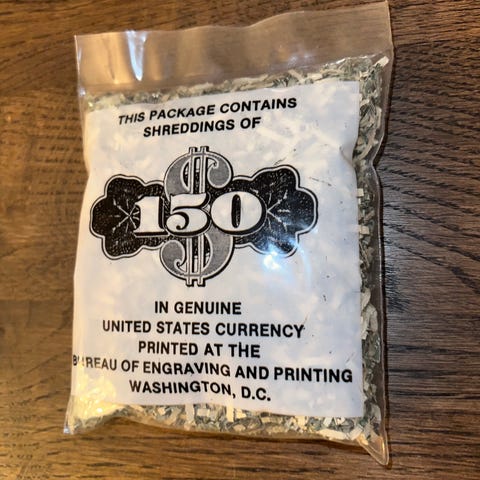 THIS PACKAGE CONTAINS
SHREDDINGS OF
$150
IN GENUINE
UNITED STATES CURRENCY
PRINTED AT THE
BUREAU OF ENGRAVING AND PRINTING
WASHINGTON, D.C.